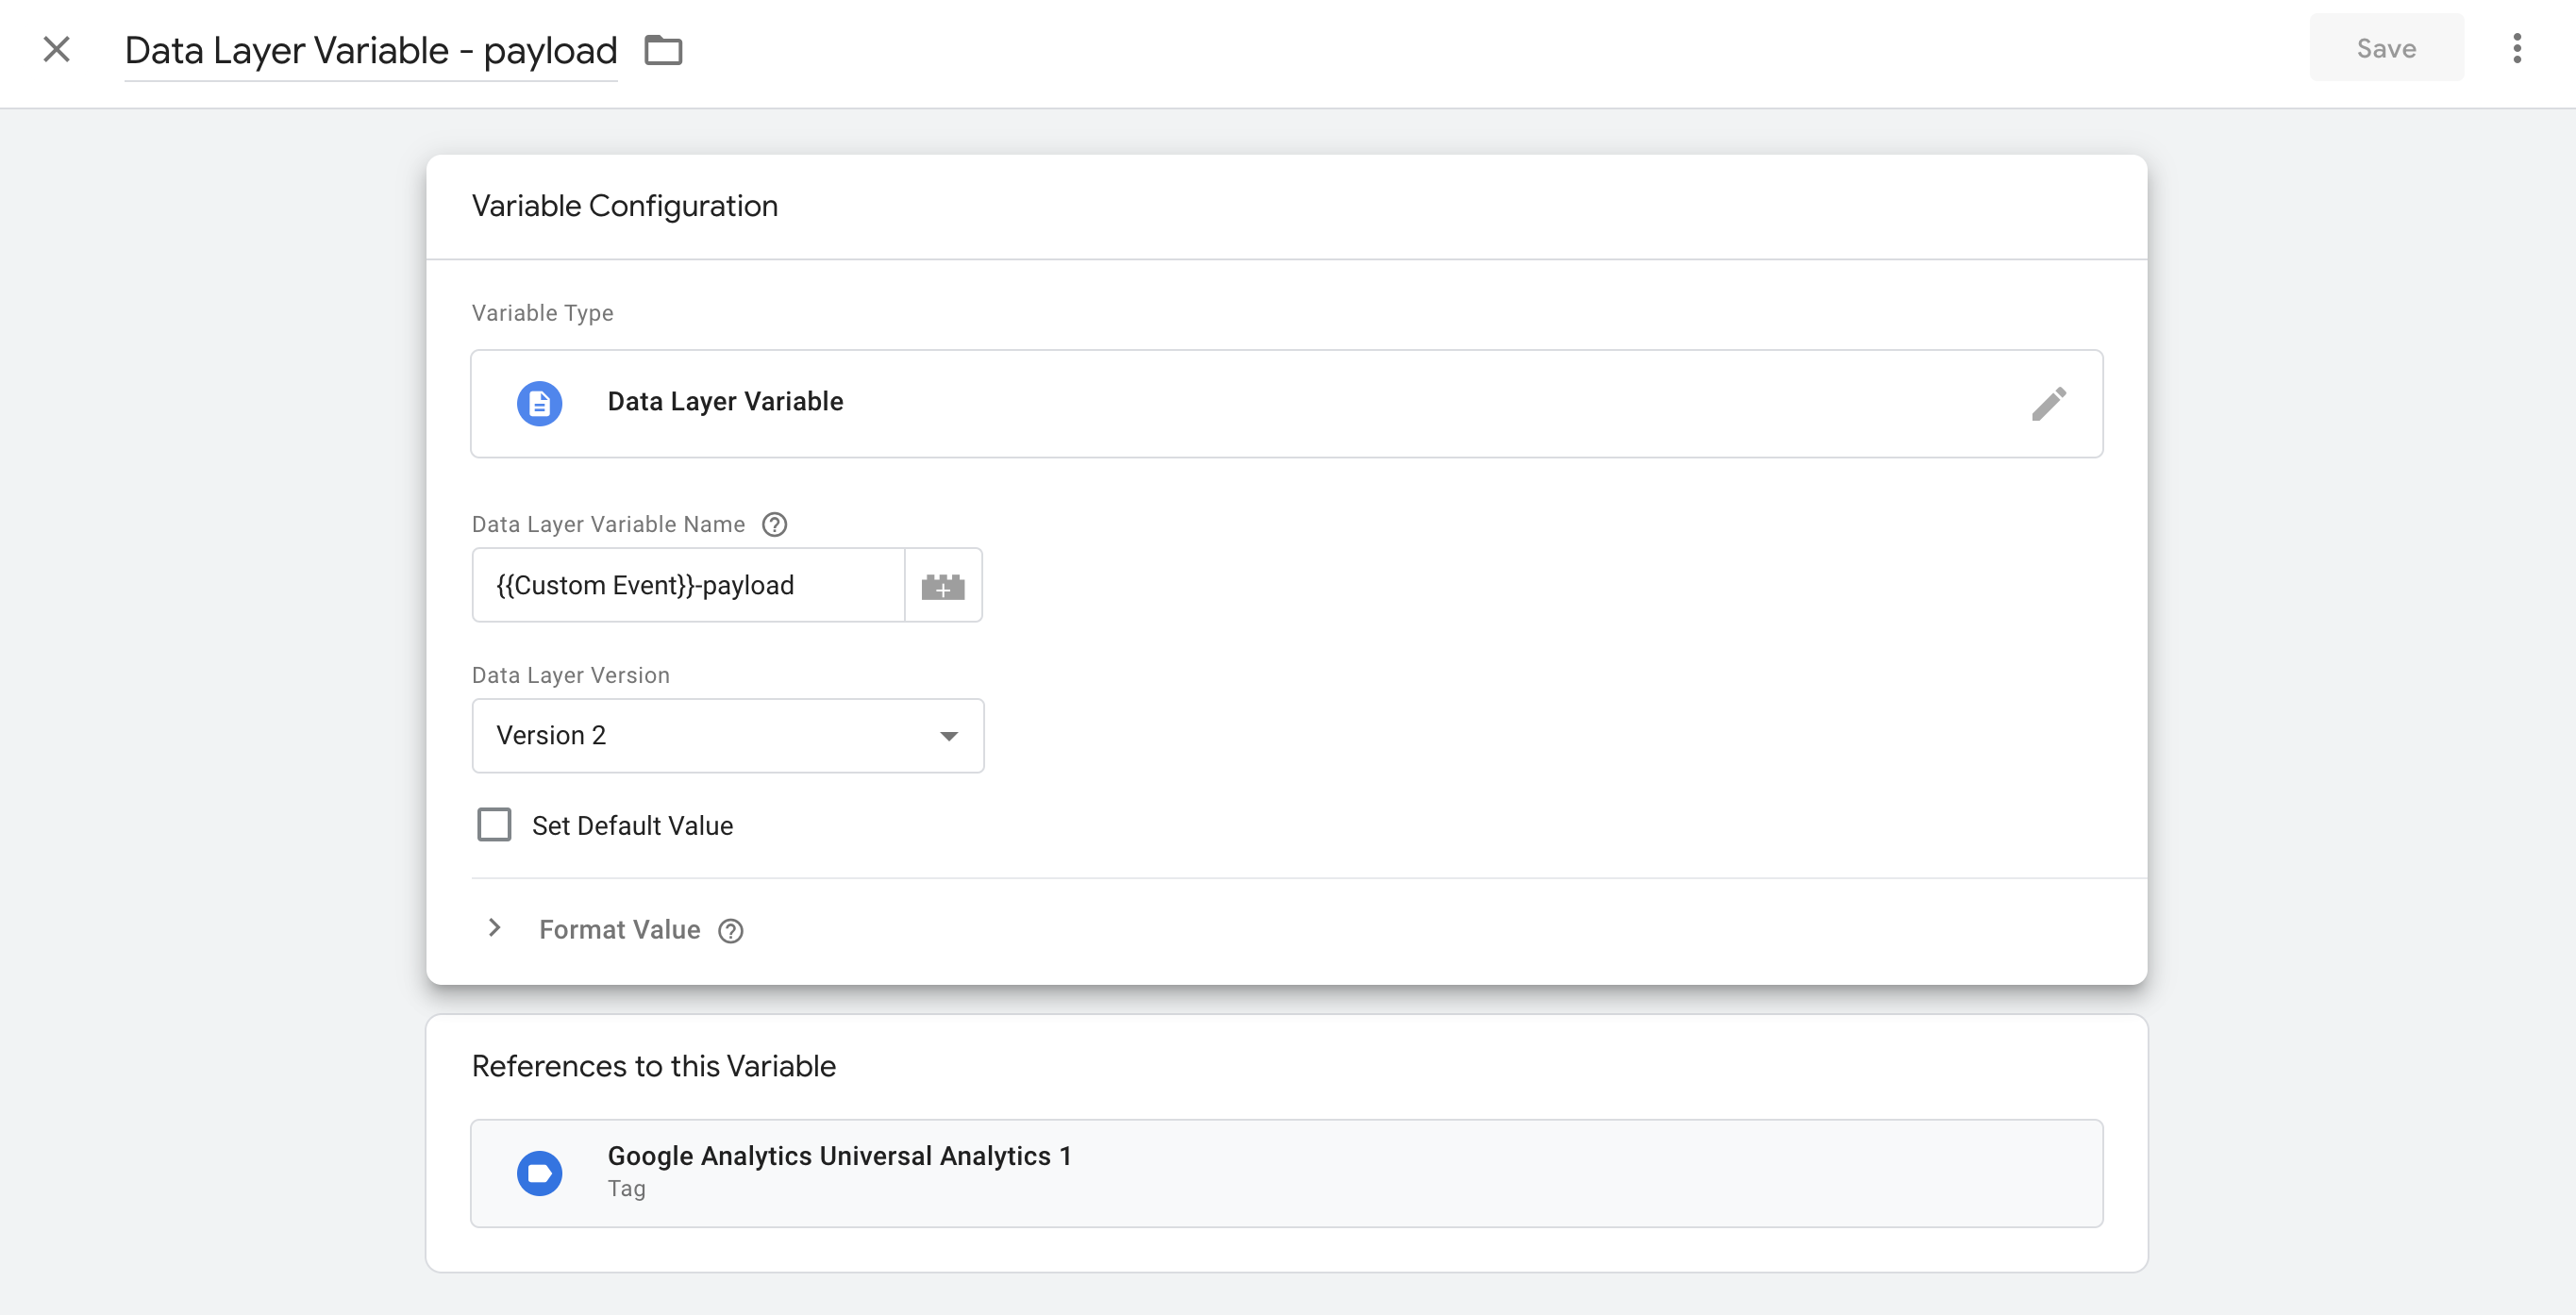 Data Layer Variable - payload
Save
Variable Configuration
Variable Type
Data Layer Variable
Data Layer Variable Name
{{Custom Event}}-payload
Data Layer Version
Version 2
Set Default Value
Format Value
References to this Variable
Google Analytics Universal Analytics 1
Tag